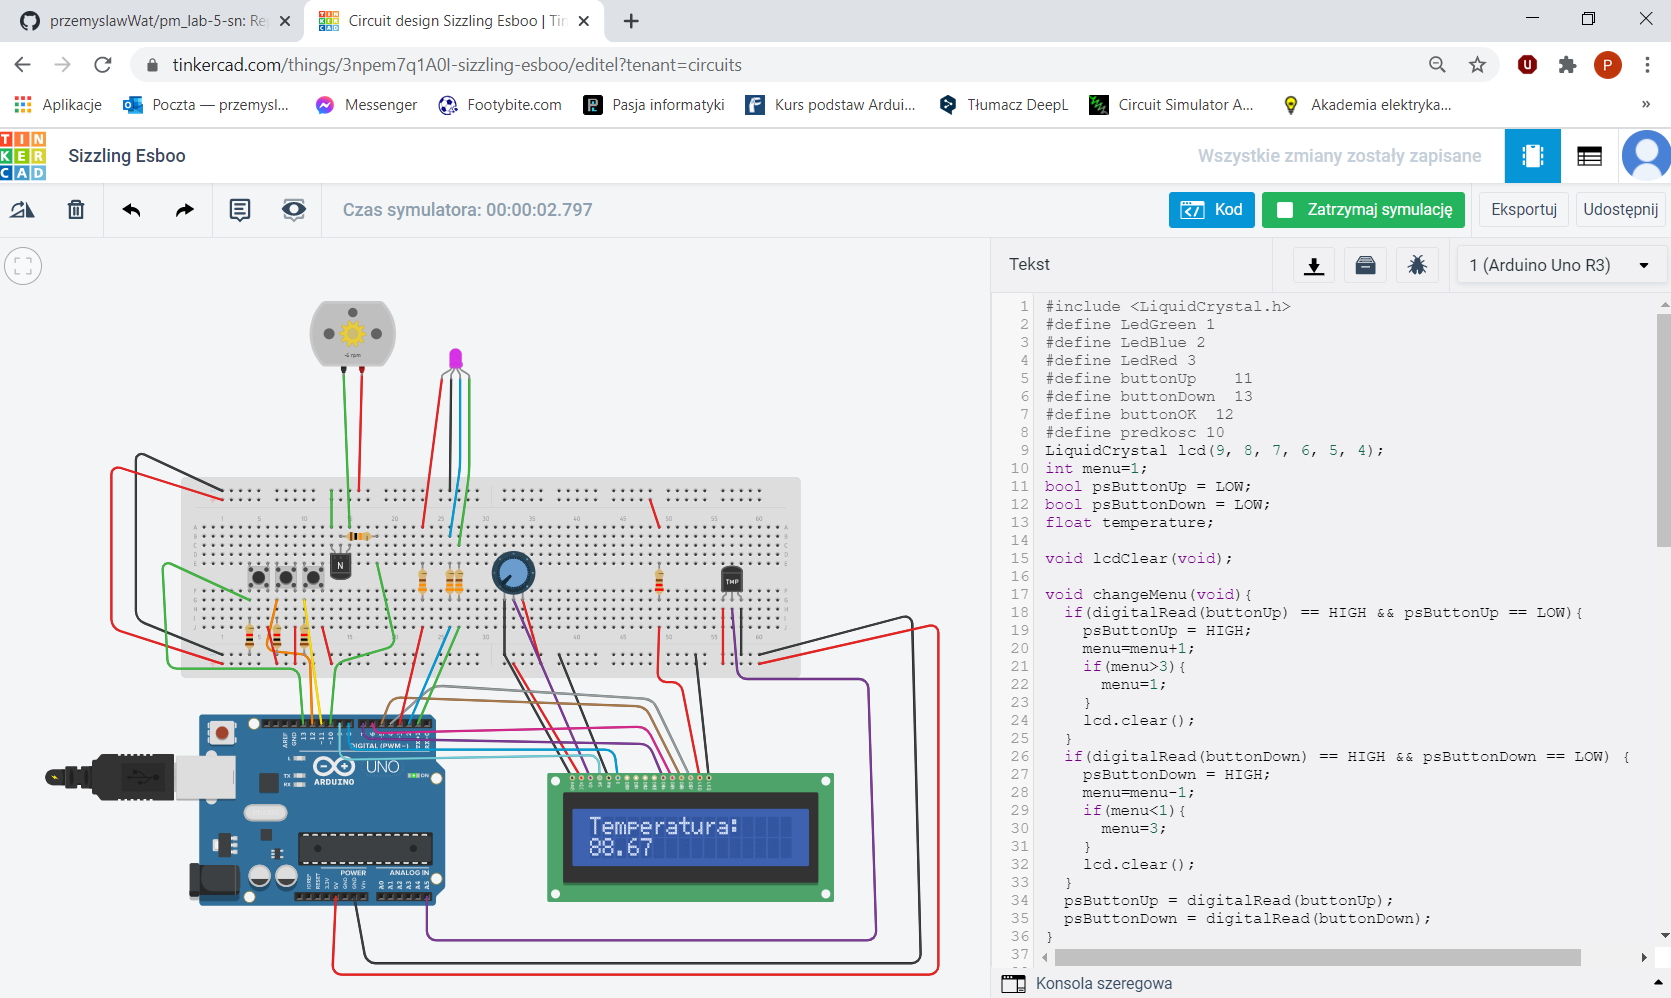 przemyslawWat/pm_lab-5-sn: Re
Circuit design Sizzling Esboo | Tin
tinkercad.com/things/3npem7q1A0I-sizzling-esboo/editel?tenant=circuits
U
P
Aplikacje
Poczta — przemysl...
Messenger
Footybite.com
Pasja informatyki
Kurs podstaw Ardui...
Tłumacz DeepL
Circuit Simulator A...
Akademia elektryka...
»
TIN
KER
CAD
Sizzling Esboo
Wszystkie zmiany zostały zapisane
Czas symulatora: 00:00:02.797
Kod
Zatrzymaj symulację
Eksportuj
Udostępnij
Tekst
1 (Arduino Uno R3)
1 #include <LiquidCrystal.h>
2 #define LedGreen 1
3 #define LedBlue 2
4 #define LedRed 3
5 #define buttonUp    11
6 #define buttonDown  13
7 #define buttonOK  12
8 #define predkosc 10
9 LiquidCrystal lcd(9, 8, 7, 6, 5, 4);
10 int menu=1;
11 bool psButtonUp = LOW;
12 bool psButtonDown = LOW;
13 float temperature;
14
15 void lcdClear(void);
16
17 void changeMenu(void){
18   if(digitalRead(buttonUp) == HIGH && psButtonUp == LOW){
19     psButtonUp = HIGH;
20     menu=menu+1;
21     if(menu>3){
22       menu=1;
23     }
24     lcd.clear();
25   }
26   if(digitalRead(buttonDown) == HIGH && psButtonDown == LOW) {
27     psButtonDown = HIGH;
28     menu=menu-1;
29     if(menu<1){
30       menu=3;
31     }
32     lcd.clear();
33   }
34   psButtonUp = digitalRead(buttonUp);
35   psButtonDown = digitalRead(buttonDown);
36 }
37
Konsola szeregowa
N
TMP
DIGITAL (PWM~)
UNO
ARDUINO
ON
TX
RX
L
POWER
ANALOG IN
Temperatura:
88.67